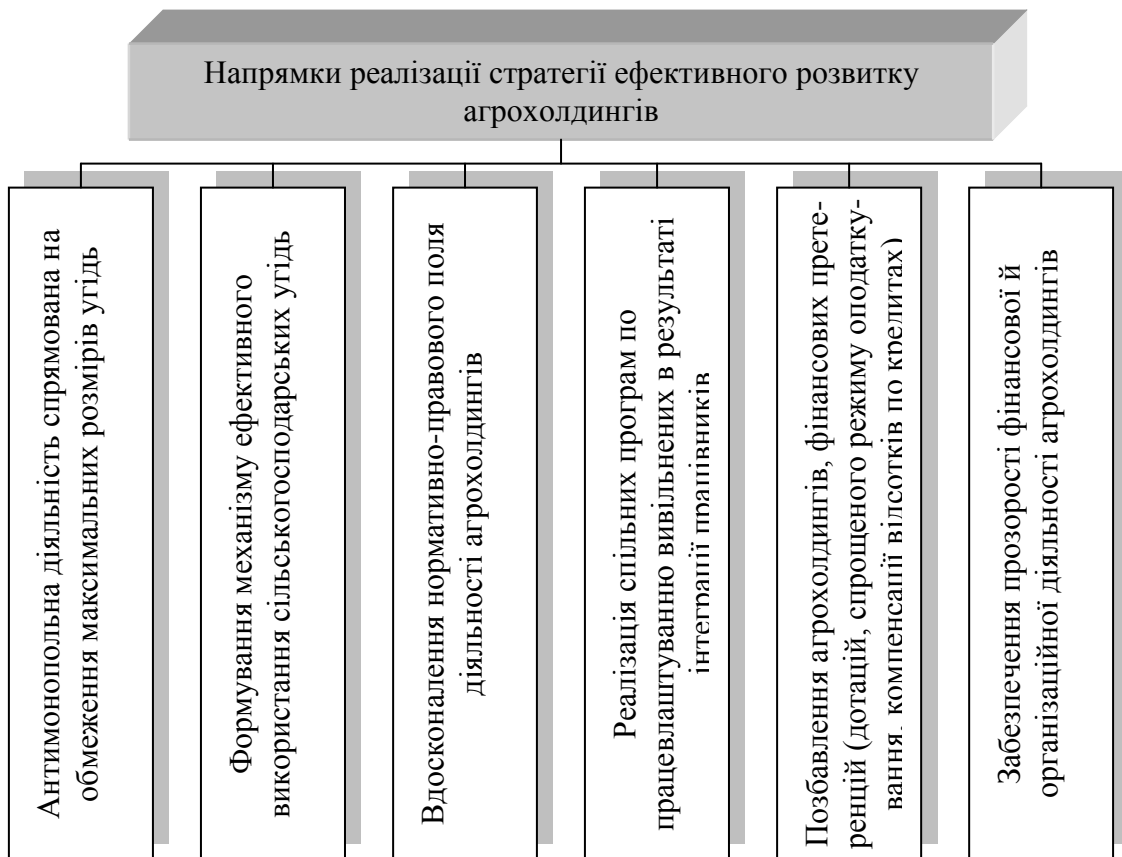 Напрямки реалізації стратегії ефективного розвитку
агрохолдингів
Антимонопольна діяльність спрямована на
обмеження максимальних розмірів угідь
Формування механізму ефективного
використання сільськогосподарських угідь
Вдосконалення нормативно-правового поля
діяльності агрохолдингів
Реалізація спільних програм по
працевлаштуванню вивільнених в результаті
інтеграції працівників
Позбавлення агрохолдингів, фінансових прете-
ренцій (дотацій, спрощеного режиму оподатку-
вання, компенсації відсотків по кредитах)
Забезпечення прозорості фінансової й
організаційної діяльності агрохолдингів